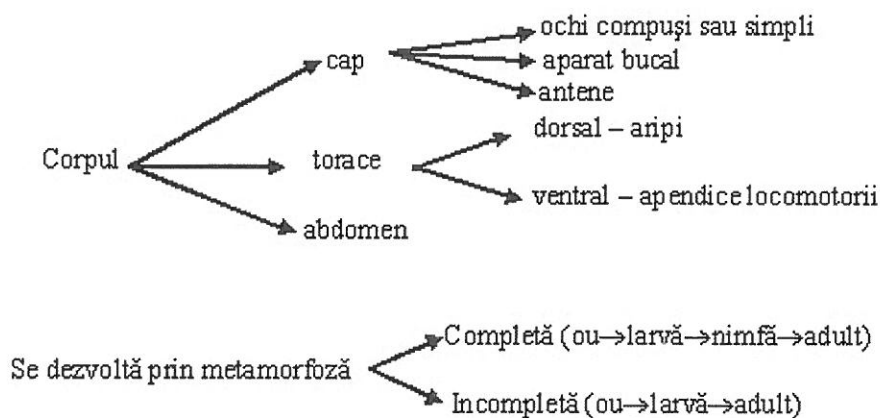 ochi compuşi sau simpli
cap
aparat bucal
antene
dorsal – aripi
Corpul
torace
ventral – apendice locomotorii
abdomen
Completă (ou→larvă→nimfă→adult)
Se dezvoltă prin metamorfoză
Incompletă (ou→larvă→adult)